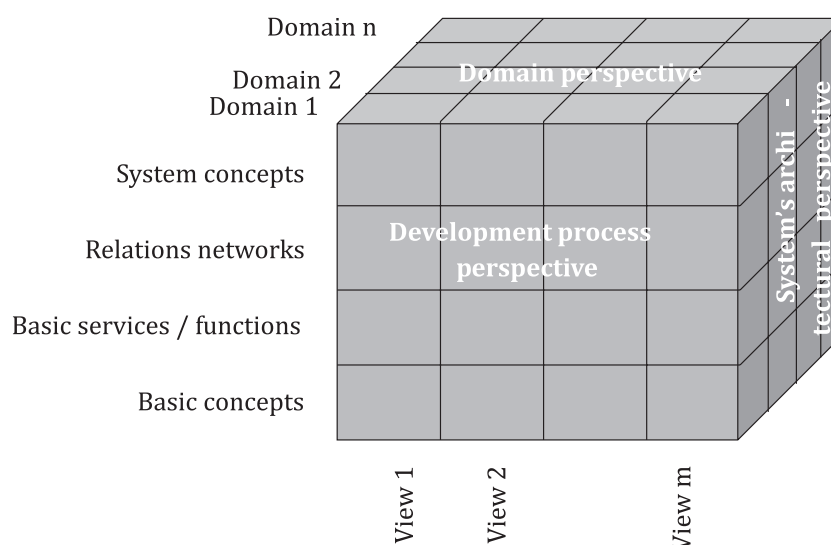 Domain n
Domain 2
Domain 1
Domain perspective
System concepts
Relations networks
Basic services / functions
Basic concepts
Development process
perspective
System's archi -
tectural perspective
View 1
View 2
View m